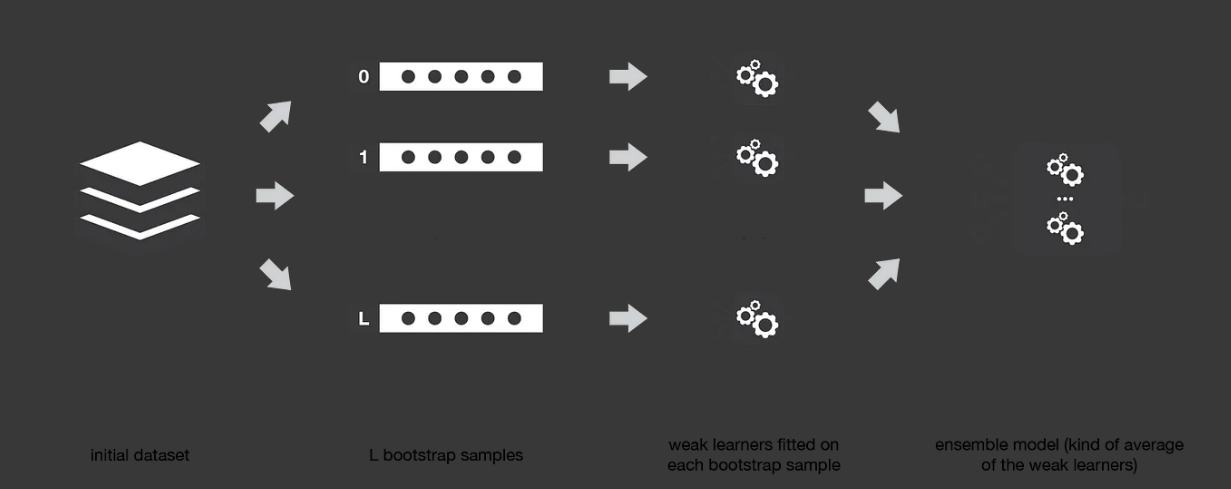 0
1
L
initial dataset
L bootstrap samples
weak learners fitted on
each bootstrap sample
ensemble model (kind of average
of the weak learners)